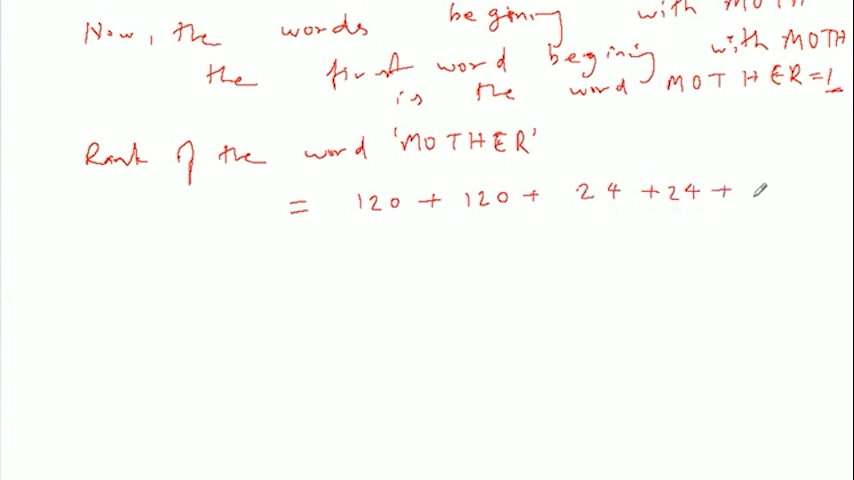 Now, the words begining with MOTH
the first word begining with MOTH
is the word MOTHER=1
Rank of the word 'MOTHER'
= 120 + 120 + 24 + 24 +